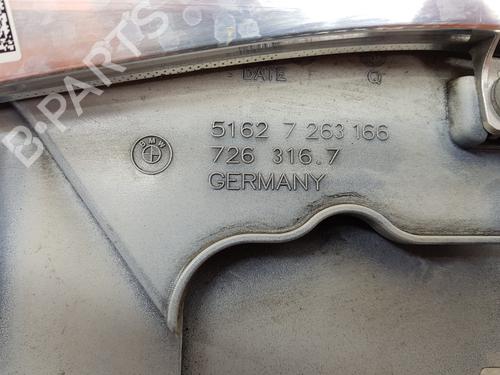 DATE Q
BMW
5162 7 263 166
726 316.7
GERMANY
B-PARTS